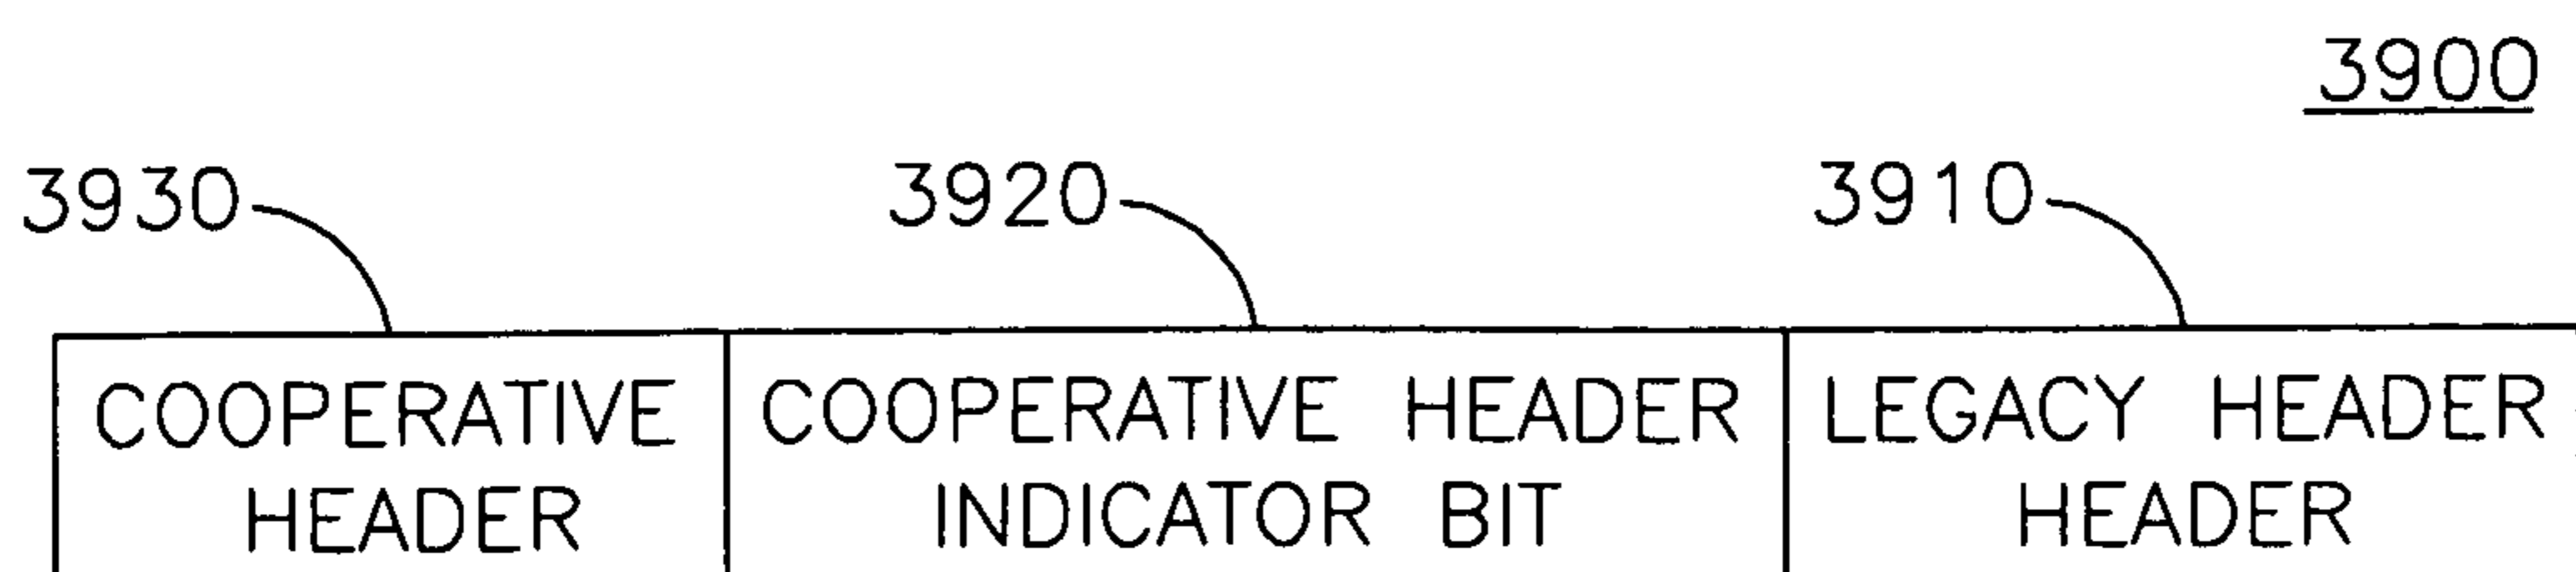 3900
3930
3920
3910
COOPERATIVE
HEADER
COOPERATIVE HEADER
INDICATOR BIT
LEGACY HEADER
HEADER